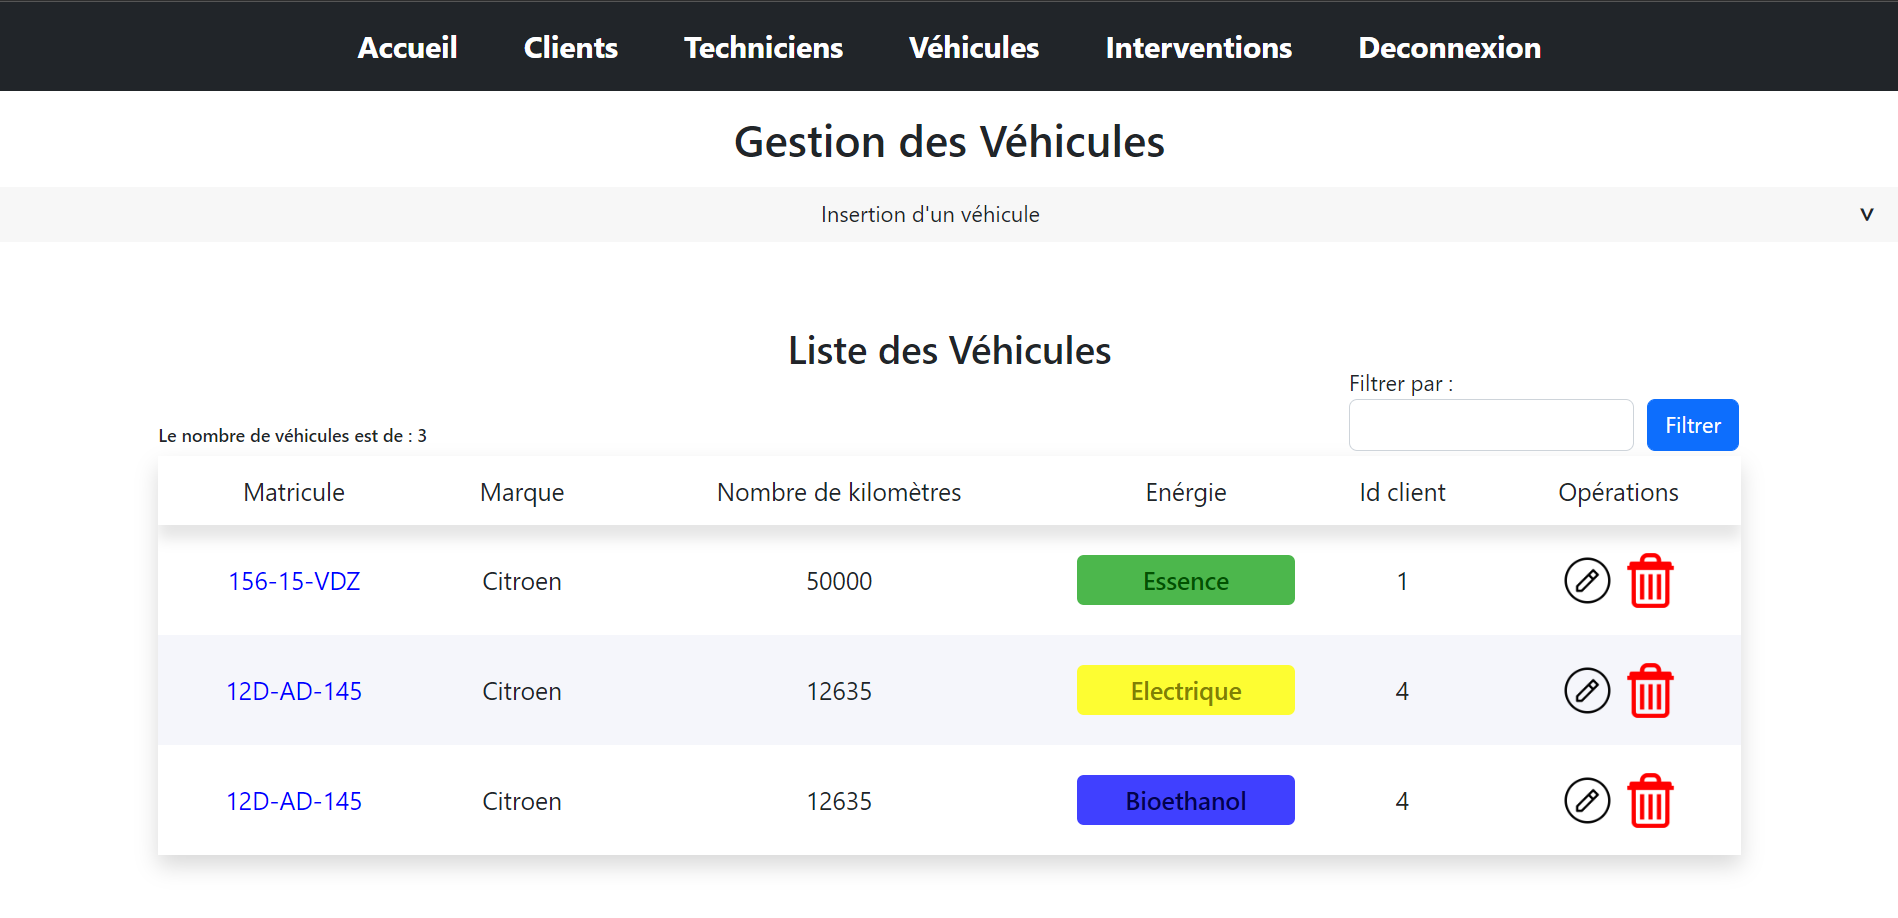 Accueil Clients Techniciens Véhicules Interventions Deconnexion
Gestion des Véhicules
Insertion d'un véhicule v
Liste des Véhicules
Filtrer par :
Filtrer
Le nombre de véhicules est de : 3
Matricule Marque Nombre de kilomètres Enérgie Id client Opérations
156-15-VDZ Citroen 50000 Essence 1
12D-AD-145 Citroen 12635 Electrique 4
12D-AD-145 Citroen 12635 Bioethanol 4